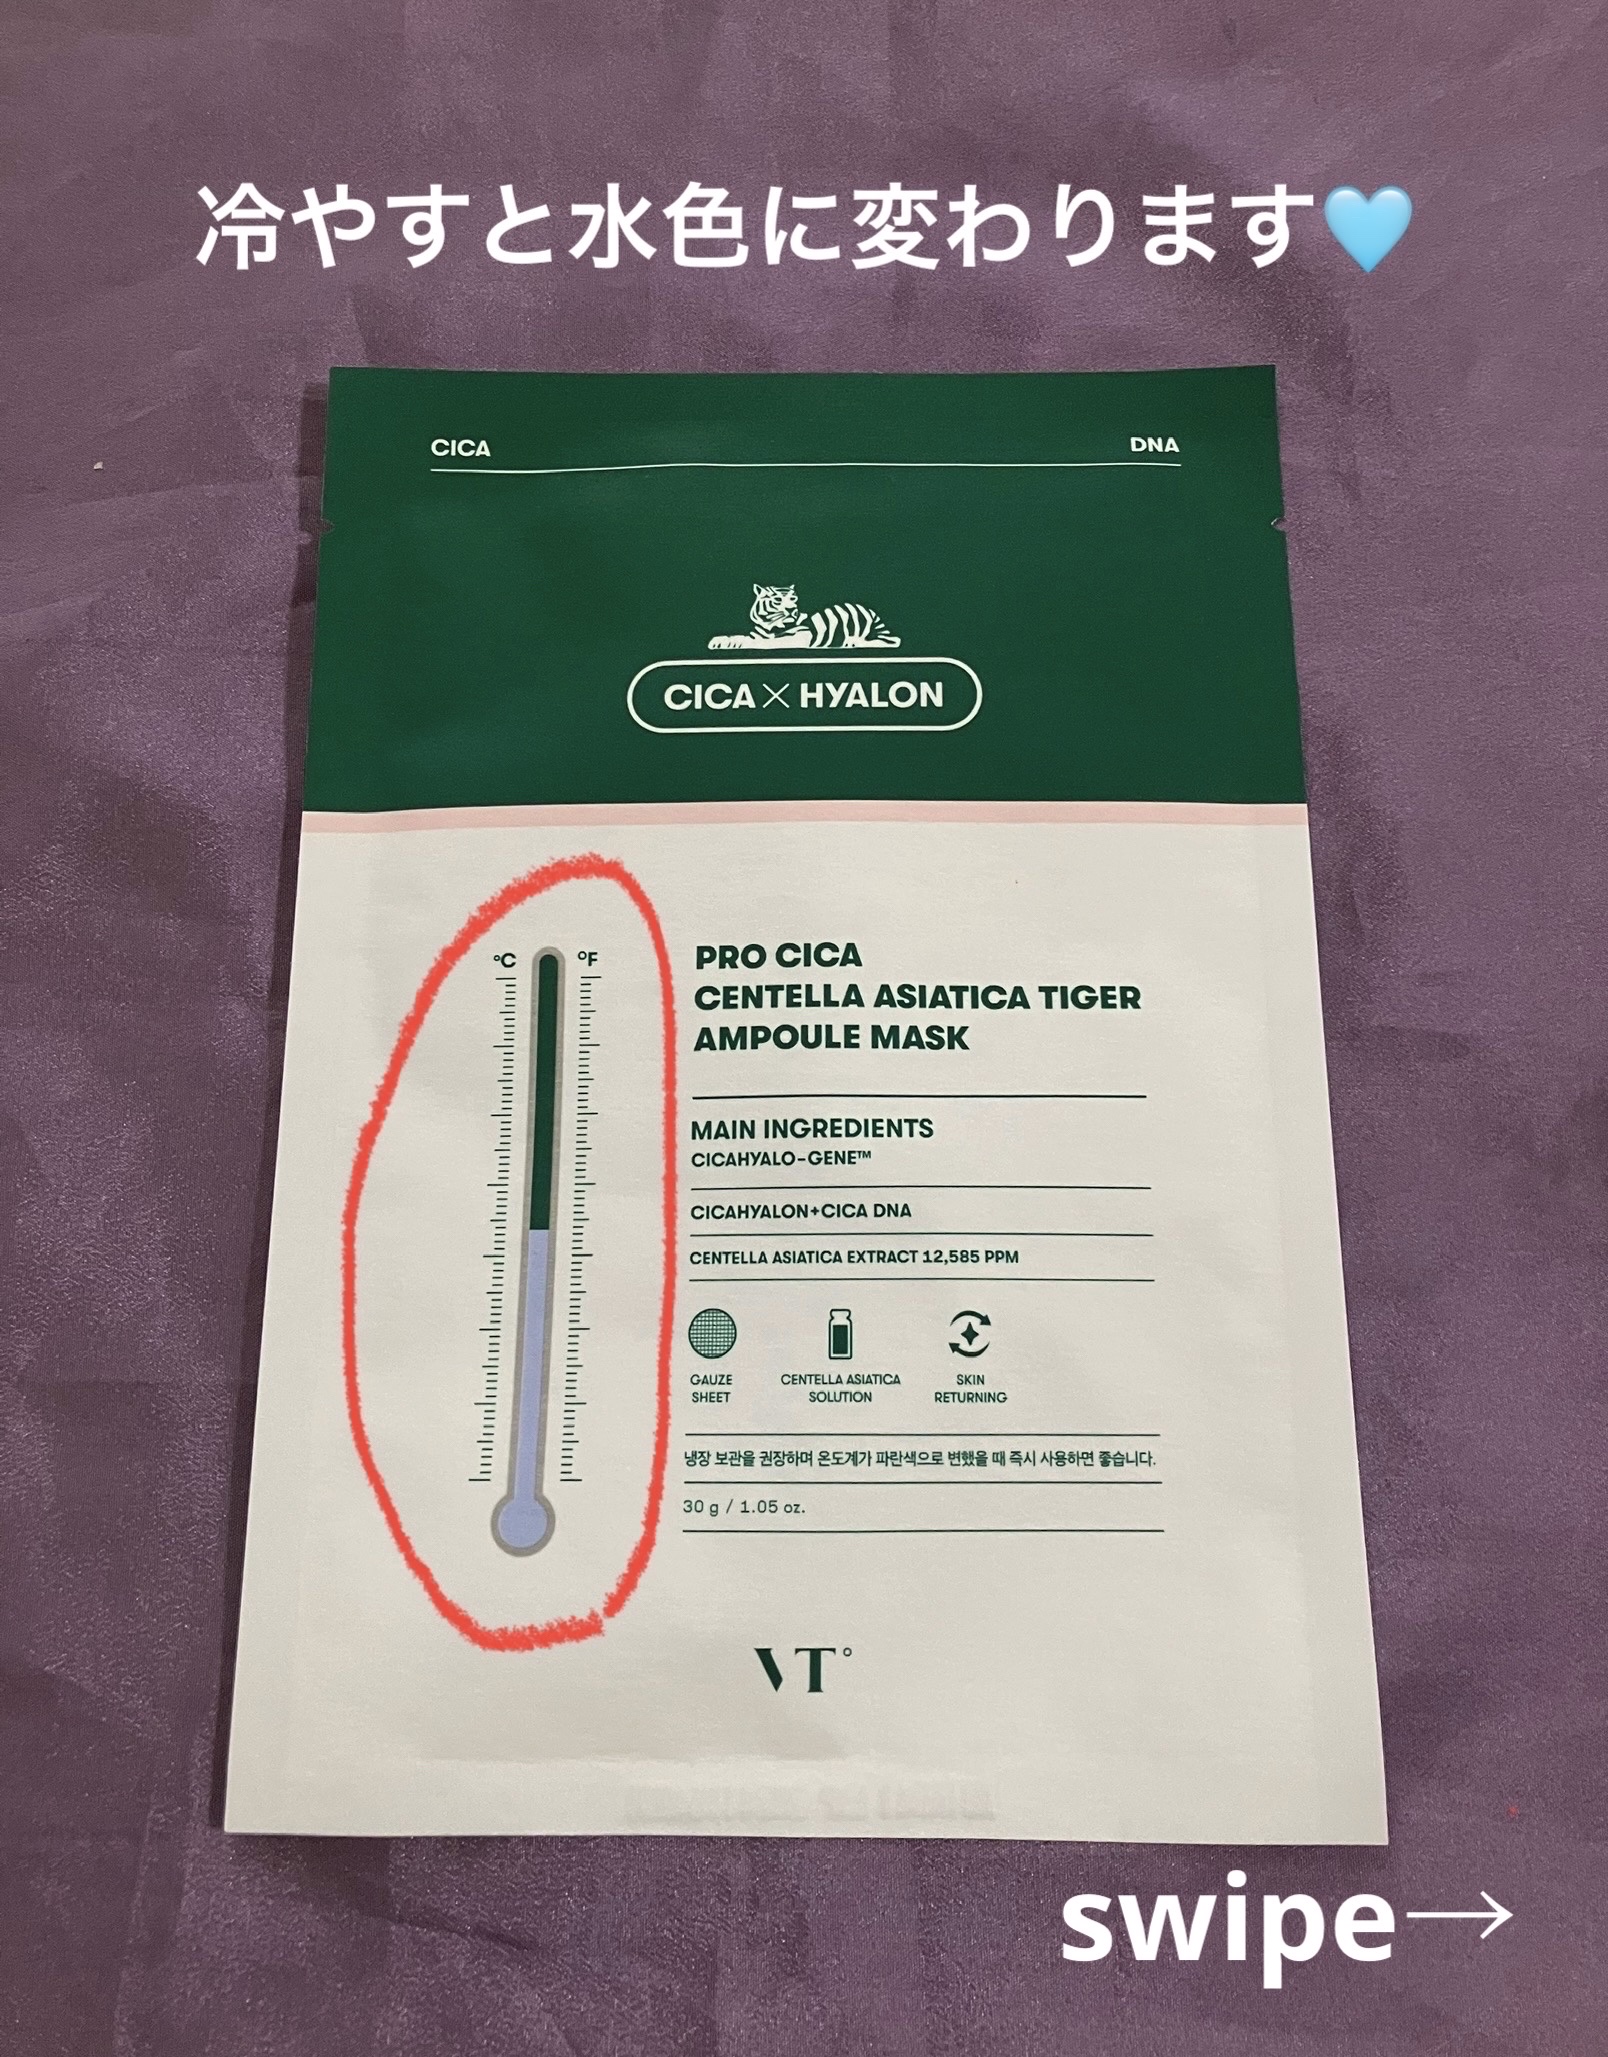 冷やすと水色に変わります🩵
CICA
DNA
CICA×HYALON
°C
°F
PRO CICA
CENTELLA ASIATICA TIGER
AMPOULE MASK
MAIN INGREDIENTS
CICAHYALO-GENE™
CICAHYALON+CICA DNA
CENTELLA ASIATICA EXTRACT 12,585 PPM
GAUZE
SHEET
CENTELLA ASIATICA
SOLUTION
SKIN
RETURNING
냉장 보관을 권장하며 온도계가 파란색으로 변했을 때 즉시 사용하면 좋습니다.
30 g / 1.05 oz.
VT°
swipe→